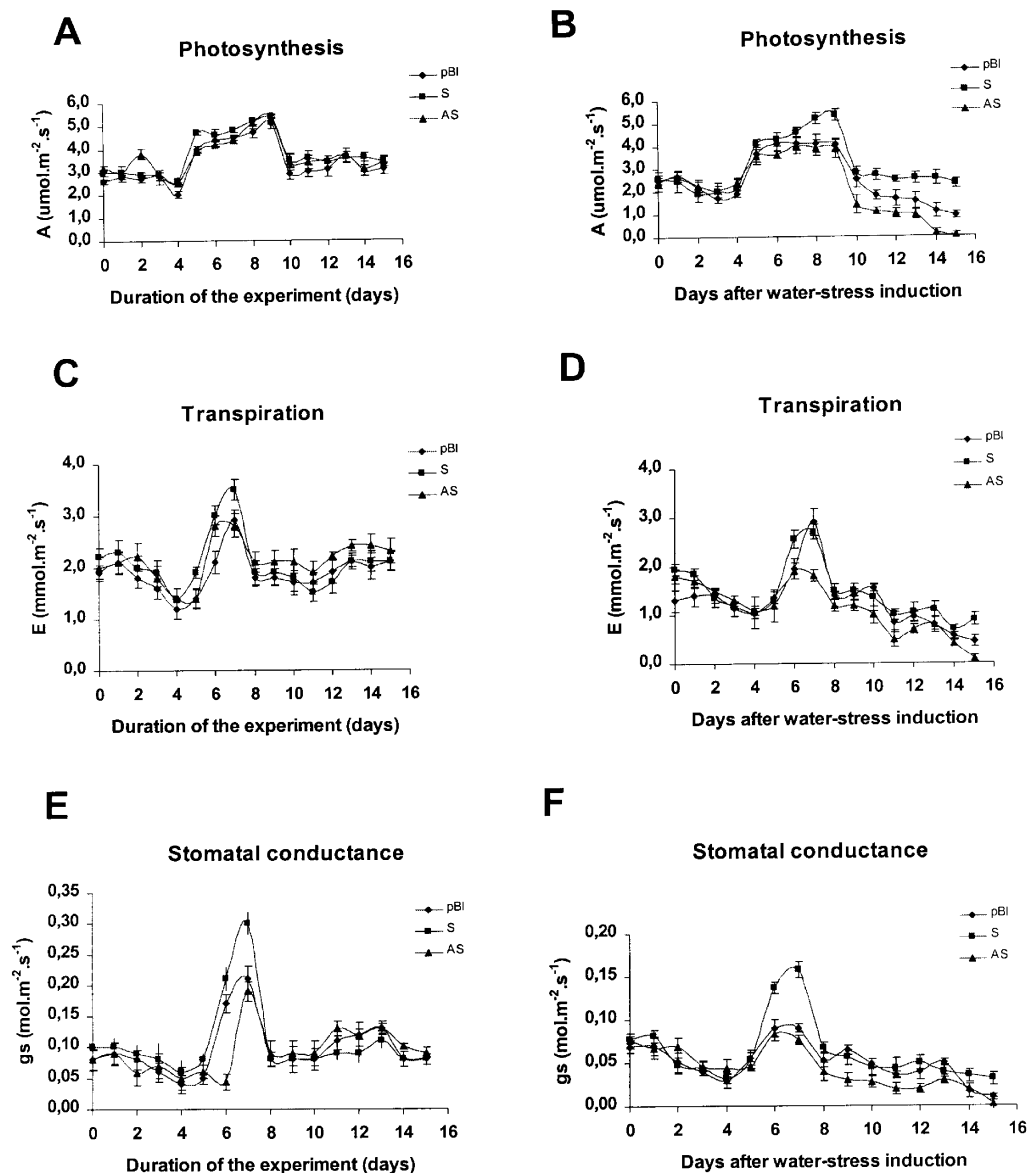 A
Photosynthesis
pBI
S
AS
6,0
5,0
4,0
3,0
2,0
1,0
0,0
A (umol.m-2.s-1)
0 2 4 6 8 10 12 14 16
Duration of the experiment (days)
B
Photosynthesis
pBI
S
AS
6,0
5,0
4,0
3,0
2,0
1,0
0,0
A (umol.m-2.s-1)
0 2 4 6 8 10 12 14 16
Days after water-stress induction
C
Transpiration
pBI
S
AS
4,0
3,0
2,0
1,0
0,0
E (mmol.m-2.s-1)
0 2 4 6 8 10 12 14 16
Duration of the experiment (days)
D
Transpiration
pBI
S
AS
4,0
3,0
2,0
1,0
0,0
E (mmol.m-2.s-1)
0 2 4 6 8 10 12 14 16
Days after water-stress induction
E
Stomatal conductance
pBI
S
AS
0,35
0,30
0,25
0,20
0,15
0,10
0,05
0,00
gs (mol.m-2.s-1)
0 2 4 6 8 10 12 14 16
Duration of the experiment (days)
F
Stomatal conductance
pBI
S
AS
0,20
0,15
0,10
0,05
0,00
gs (mol.m-2.s-1)
0 2 4 6 8 10 12 14 16
Days after water-stress induction